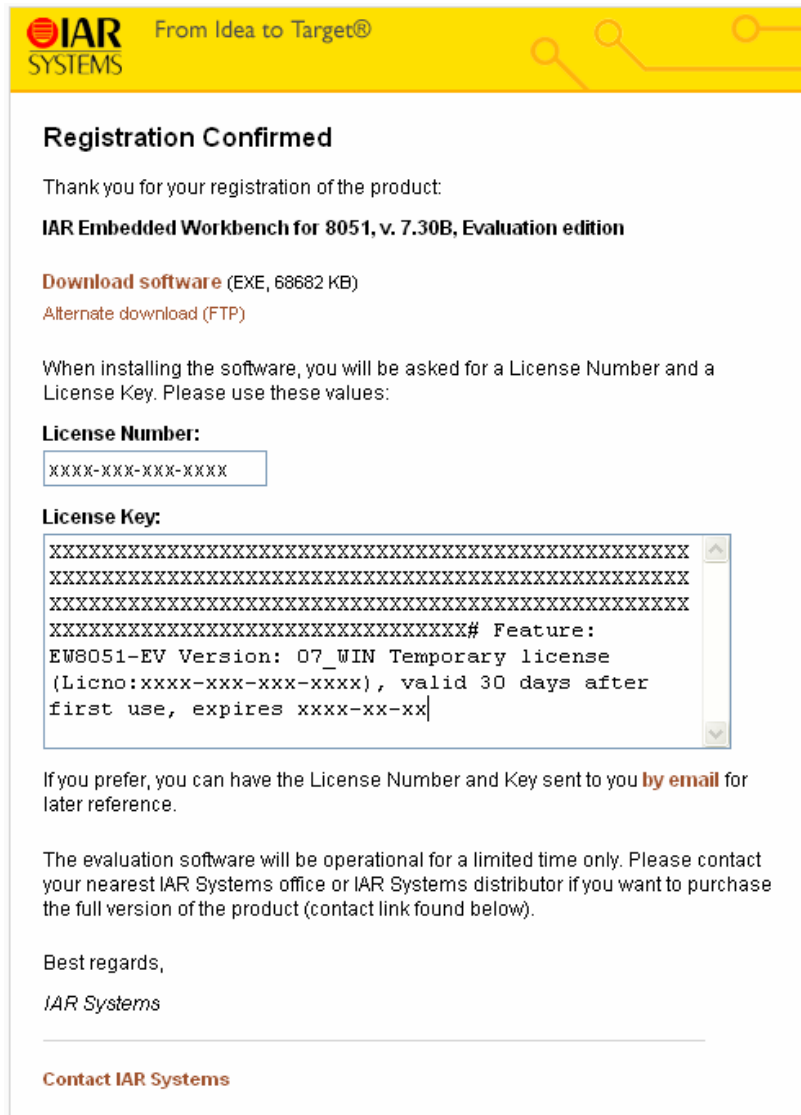 IAR
SYSTEMS
From Idea to Target®
Registration Confirmed
Thank you for your registration of the product:
IAR Embedded Workbench for 8051, v. 7.30B, Evaluation edition
Download software (EXE, 68682 KB)
Alternate download (FTP)
When installing the software, you will be asked for a License Number and a
License Key. Please use these values:
License Number:
xxxx-xxx-xxx-xxxx
License Key:
XXXXXXXXXXXXXXXXXXXXXXXXXXXXXXXXXXXXXXXXXXXXXXXXX
XXXXXXXXXXXXXXXXXXXXXXXXXXXXXXXXXXXXXXXXXXXXXXXXX
XXXXXXXXXXXXXXXXXXXXXXXXXXXXXXXXXXXXXXXXXXXXXXXXX
XXXXXXXXXXXXXXXXXXXXXXXXXXXXXXXX# Feature:
EW8051-EV Version: 07_WIN Temporary license
(Licno:xxxx-xxx-xxx-xxxx), valid 30 days after
first use, expires xxxx-xx-xx
If you prefer, you can have the License Number and Key sent to you by email for
later reference.
The evaluation software will be operational for a limited time only. Please contact
your nearest IAR Systems office or IAR Systems distributor if you want to purchase
the full version of the product (contact link found below).
Best regards,
IAR Systems
Contact IAR Systems